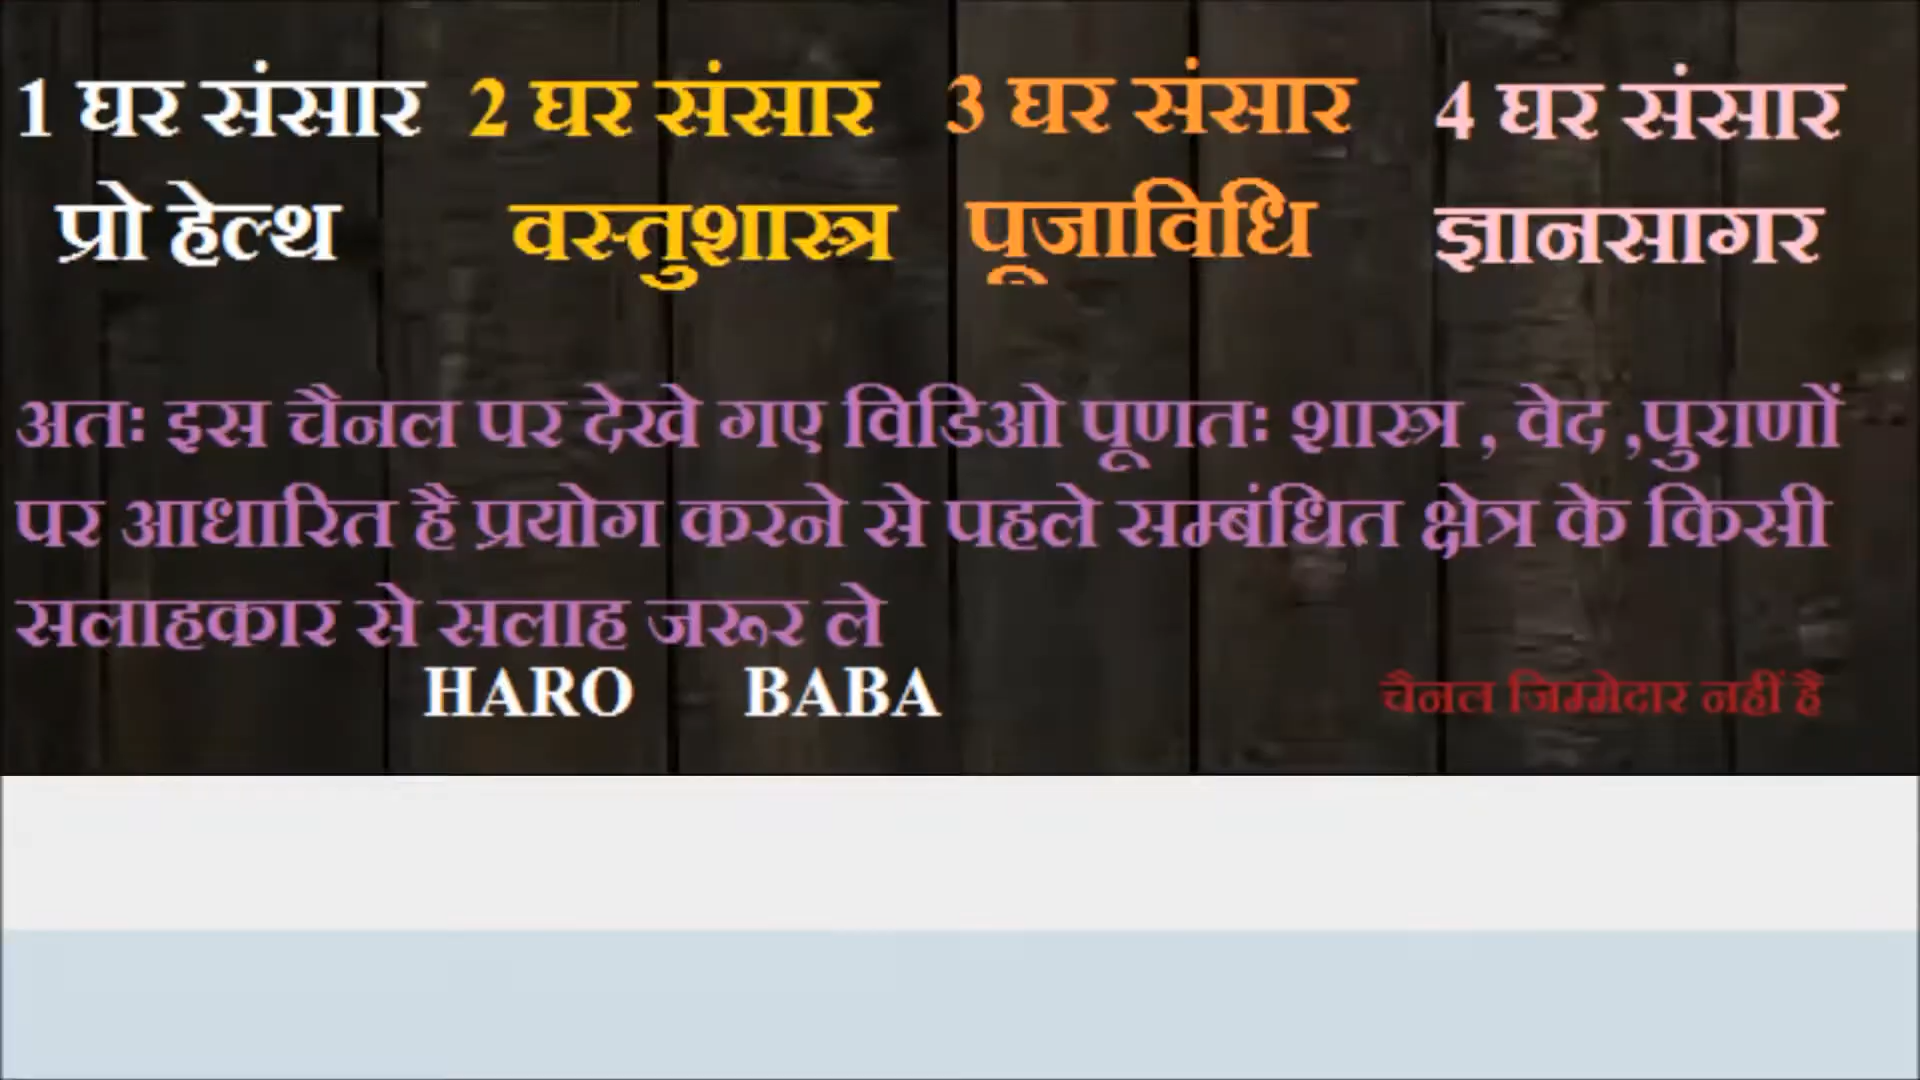 1 घर संसार 2 घर संसार 3 घर संसार 4 घर संसार
प्रो हेल्थ वस्तुशास्त्र पूजाविधि ज्ञानसागर
अतः इस चैनल पर देखे गए विडिओ पूणतः शास्त्र , वेद ,पुराणों
पर आधारित है प्रयोग करने से पहले सम्बंधित क्षेत्र के किसी
सलाहकार से सलाह जरूर ले
HARO BABA चैनल जिम्मेदार नहीं है